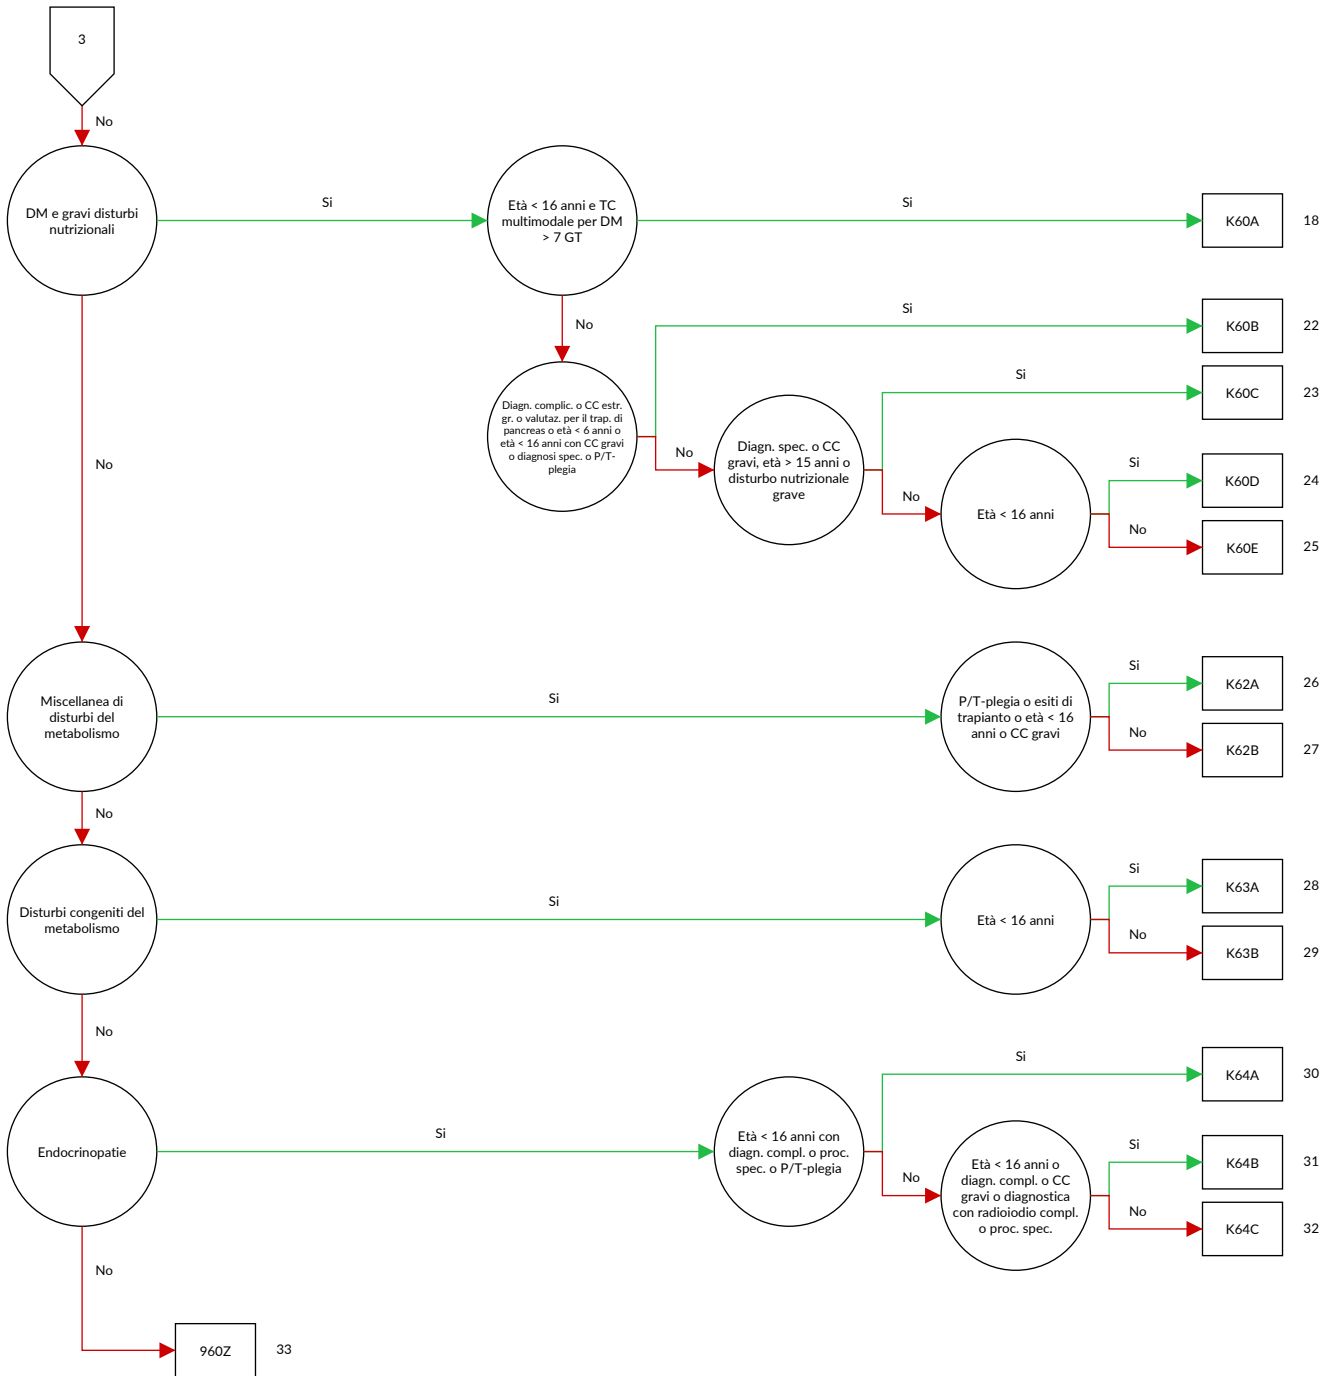 3
No
DM e gravi disturbi
nutrizionali
Si
Età < 16 anni e TC
multimodale per DM
> 7 GT
Si
K60A
18
No
Diagn. complic. o CC estr.
gr. o valutaz. per il trap. di
pancreas o età < 6 anni o
età < 16 anni con CC gravi
o diagnosi spec. o P/T-
plegia
Si
K60B
22
No
Diagn. spec. o CC
gravi, età > 15 anni o
disturbo nutrizionale
grave
Si
K60C
23
No
Età < 16 anni
Si
K60D
24
No
K60E
25
No
Miscellanea di
disturbi del
metabolismo
Si
P/T-plegia o esiti di
trapianto o età < 16
anni o CC gravi
Si
K62A
26
No
K62B
27
No
Disturbi congeniti del
metabolismo
Si
Età < 16 anni
Si
K63A
28
No
K63B
29
No
Endocrinopatie
Si
Età < 16 anni con
diagn. compl. o proc.
spec. o P/T-plegia
Si
K64A
30
No
Età < 16 anni o
diagn. compl. o CC
gravi o diagnostica
con radioiodio compl.
o proc. spec.
Si
K64B
31
No
K64C
32
No
960Z
33